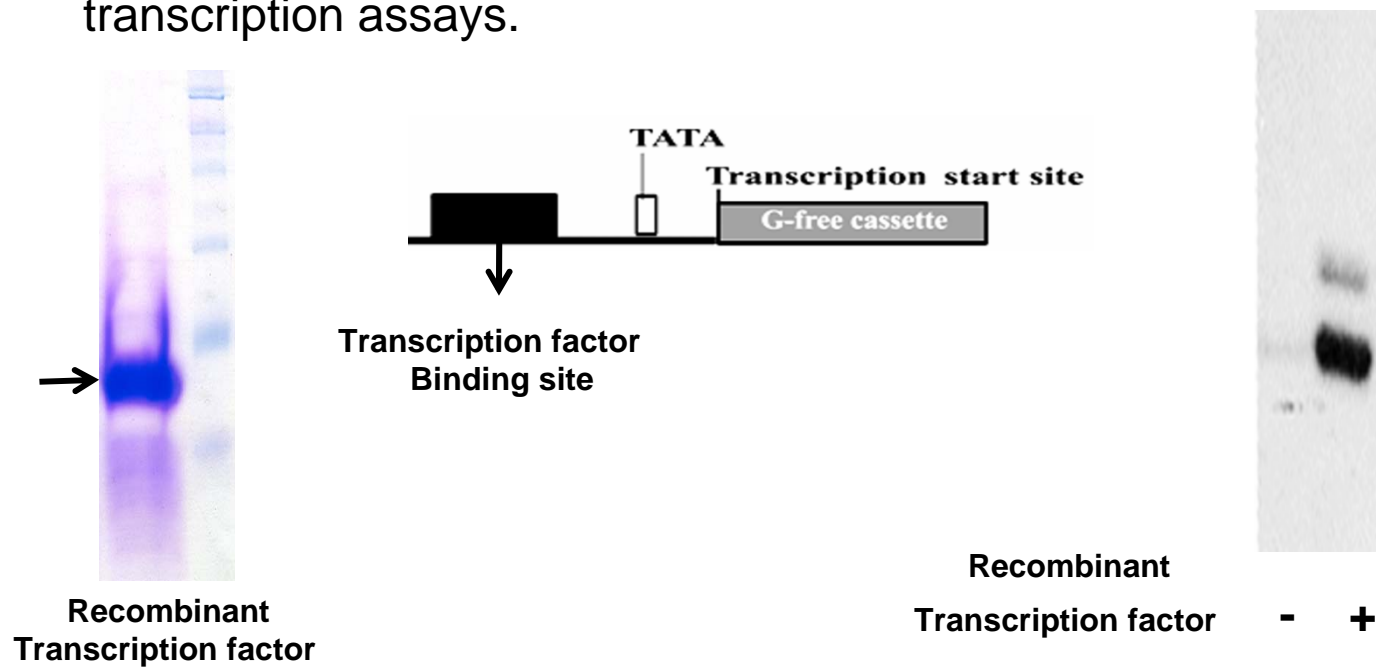 transcription assays.
TATA
Transcription start site
G-free cassette
Transcription factor
Binding site
Recombinant
Transcription factor
Recombinant
Transcription factor - +